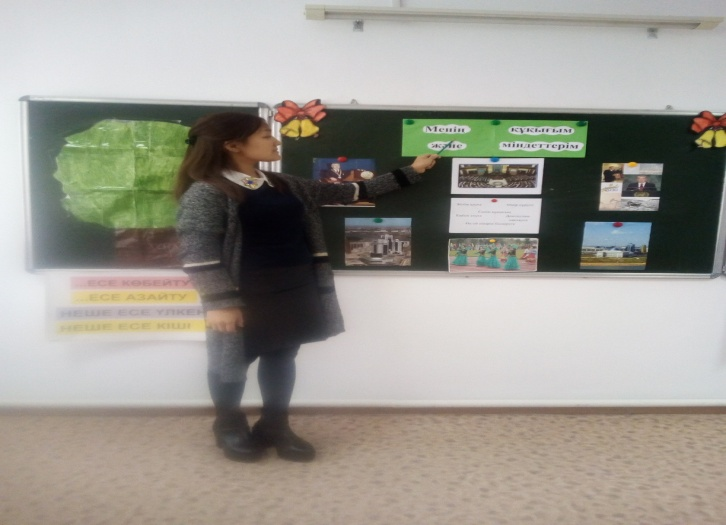 Менің құқығым
және міндеттерім
..ЕСЕ КӨБЕЙТУ
..ЕСЕ АЗАЙТУ
НЕШЕ ЕСЕ ҮЛКЕН
НЕШЕ ЕСЕ КІШІ